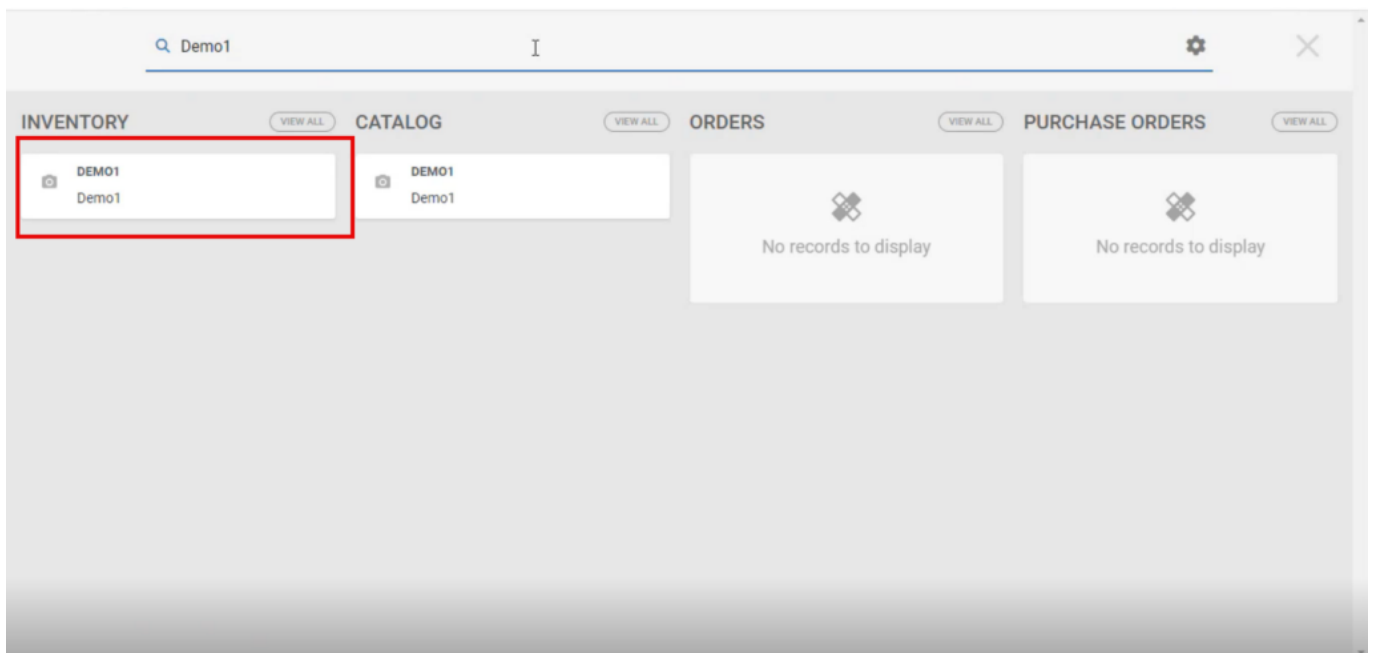 Demo1
INVENTORY VIEW ALL CATALOG VIEW ALL ORDERS VIEW ALL PURCHASE ORDERS VIEW ALL
DEMO1
Demo1
DEMO1
Demo1
No records to display
No records to display